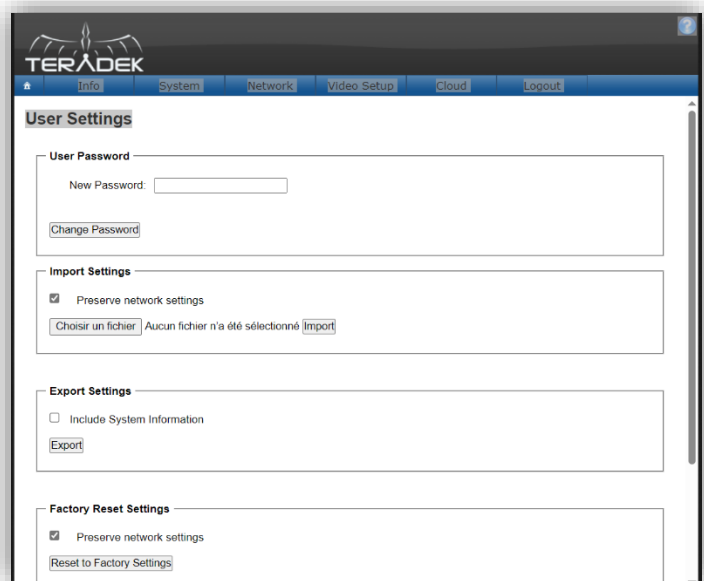 ?
TERADEK
Info System Network Video Setup Cloud Logout
User Settings
User Password
New Password:
Change Password
Import Settings
Preserve network settings
Choisir un fichier Aucun fichier n'a été sélectionné Import
Export Settings
Include System Information
Export
Factory Reset Settings
Preserve network settings
Reset to Factory Settings